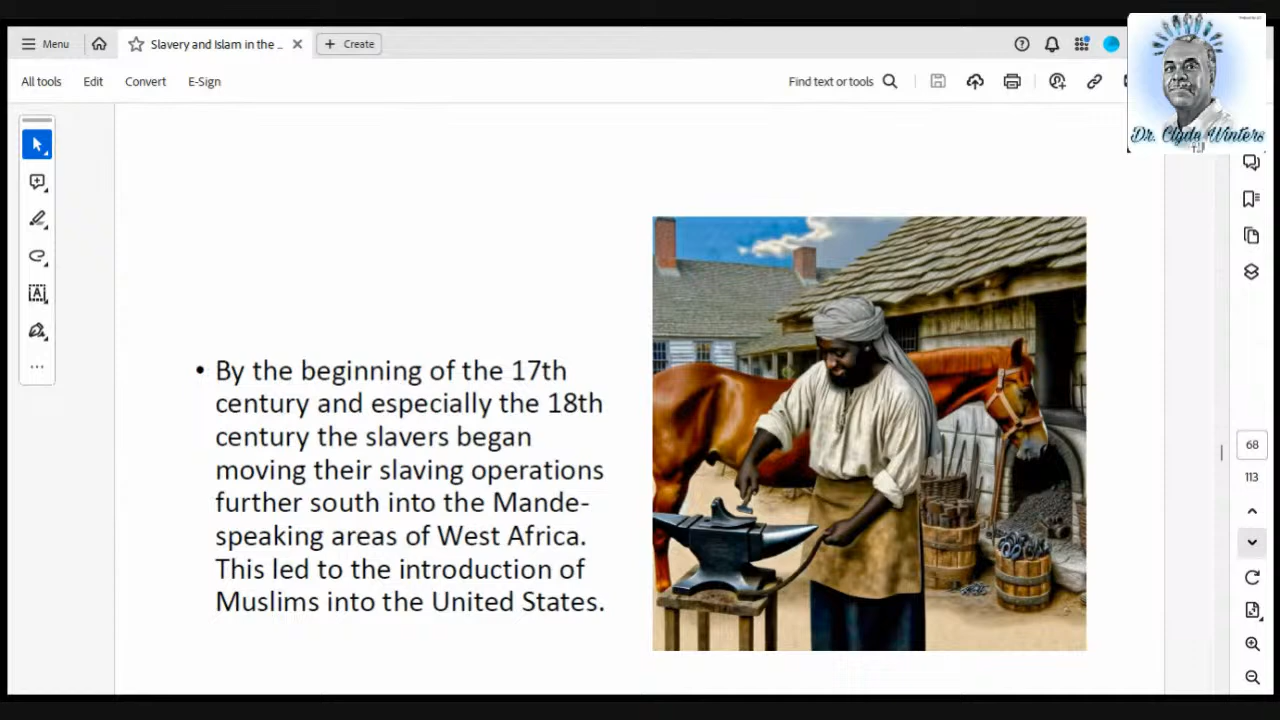 Menu
Slavery and Islam in the ...
Create
All tools
Edit
Convert
E-Sign
Find text or tools
Dr. Clyde Winters
• By the beginning of the 17th
century and especially the 18th
century the slavers began
moving their slaving operations
further south into the Mande-
speaking areas of West Africa.
This led to the introduction of
Muslims into the United States.
68
113